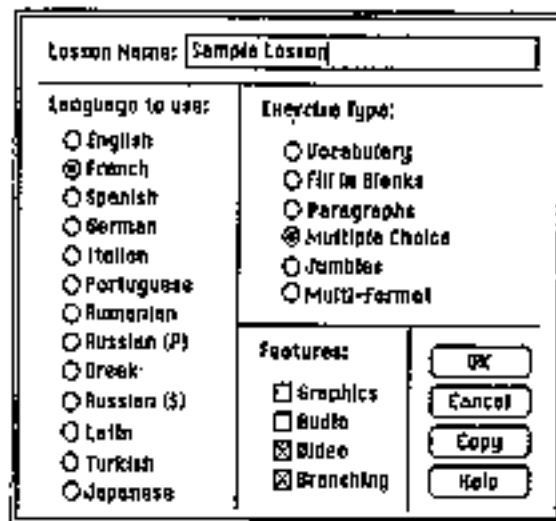 Lesson Name: Sample Lesson
Language to use:
English
French
Spanish
German
Italian
Portuguese
Rumanian
Russian (P)
Greek
Russian (S)
Latin
Turkish
Japanese
Exercise Type:
Vocabulary
Fill in Blanks
Paragraphs
Multiple Choice
Jumbles
Multi-Format
Features:
Graphics
Audio
Video
Branching
OK
Cancel
Copy
Help